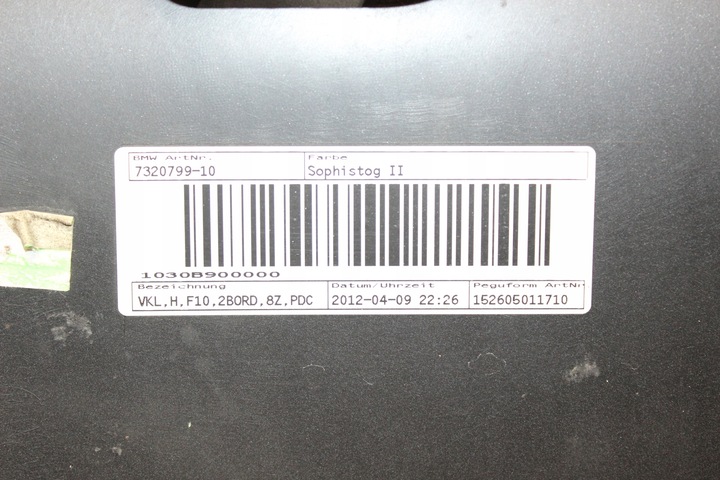 BMW ArtNr. Farbe
7320799-10 Sophistog II
1030B900000
Bezeichnung Datum/Uhrzeit Peguform ArtNr
VKL,H,F10,2BORD,8Z,PDC 2012-04-09 22:26 152605011710